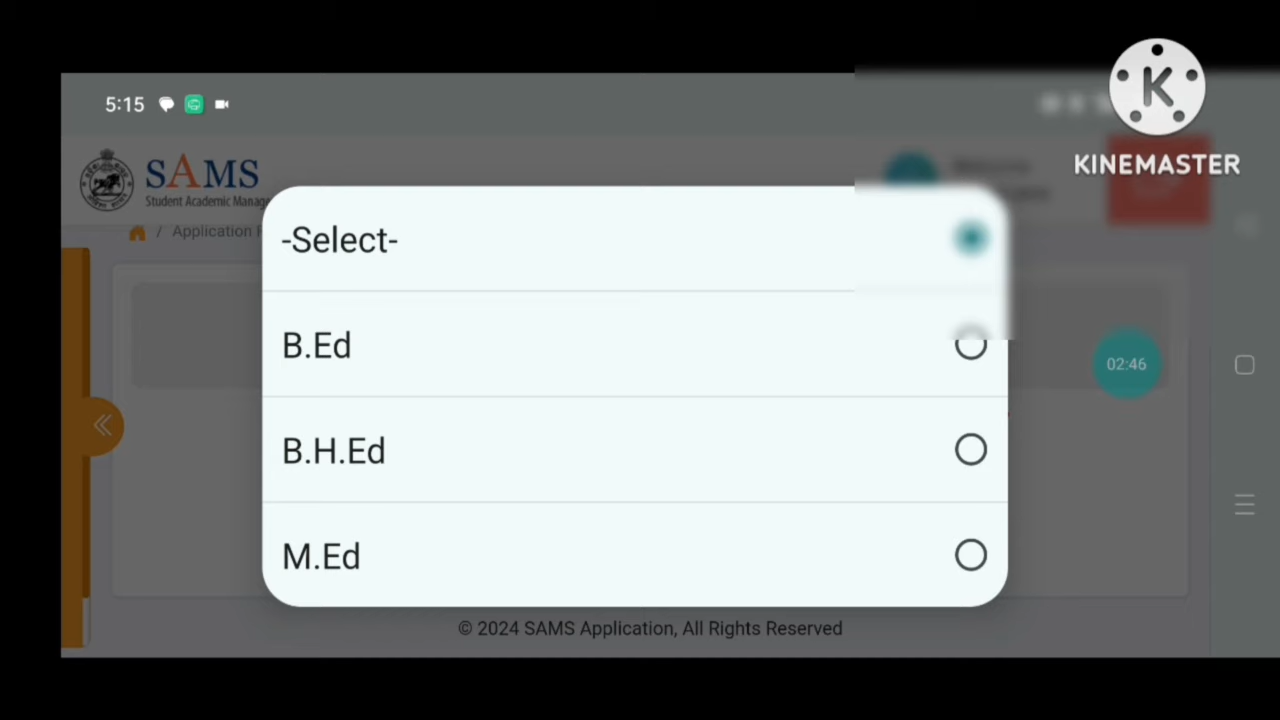 5:15
KINEMASTER
SAMS
Student Academic Manag
/ Application
-Select-
B.Ed
02:46
B.H.Ed
M.Ed
© 2024 SAMS Application, All Rights Reserved